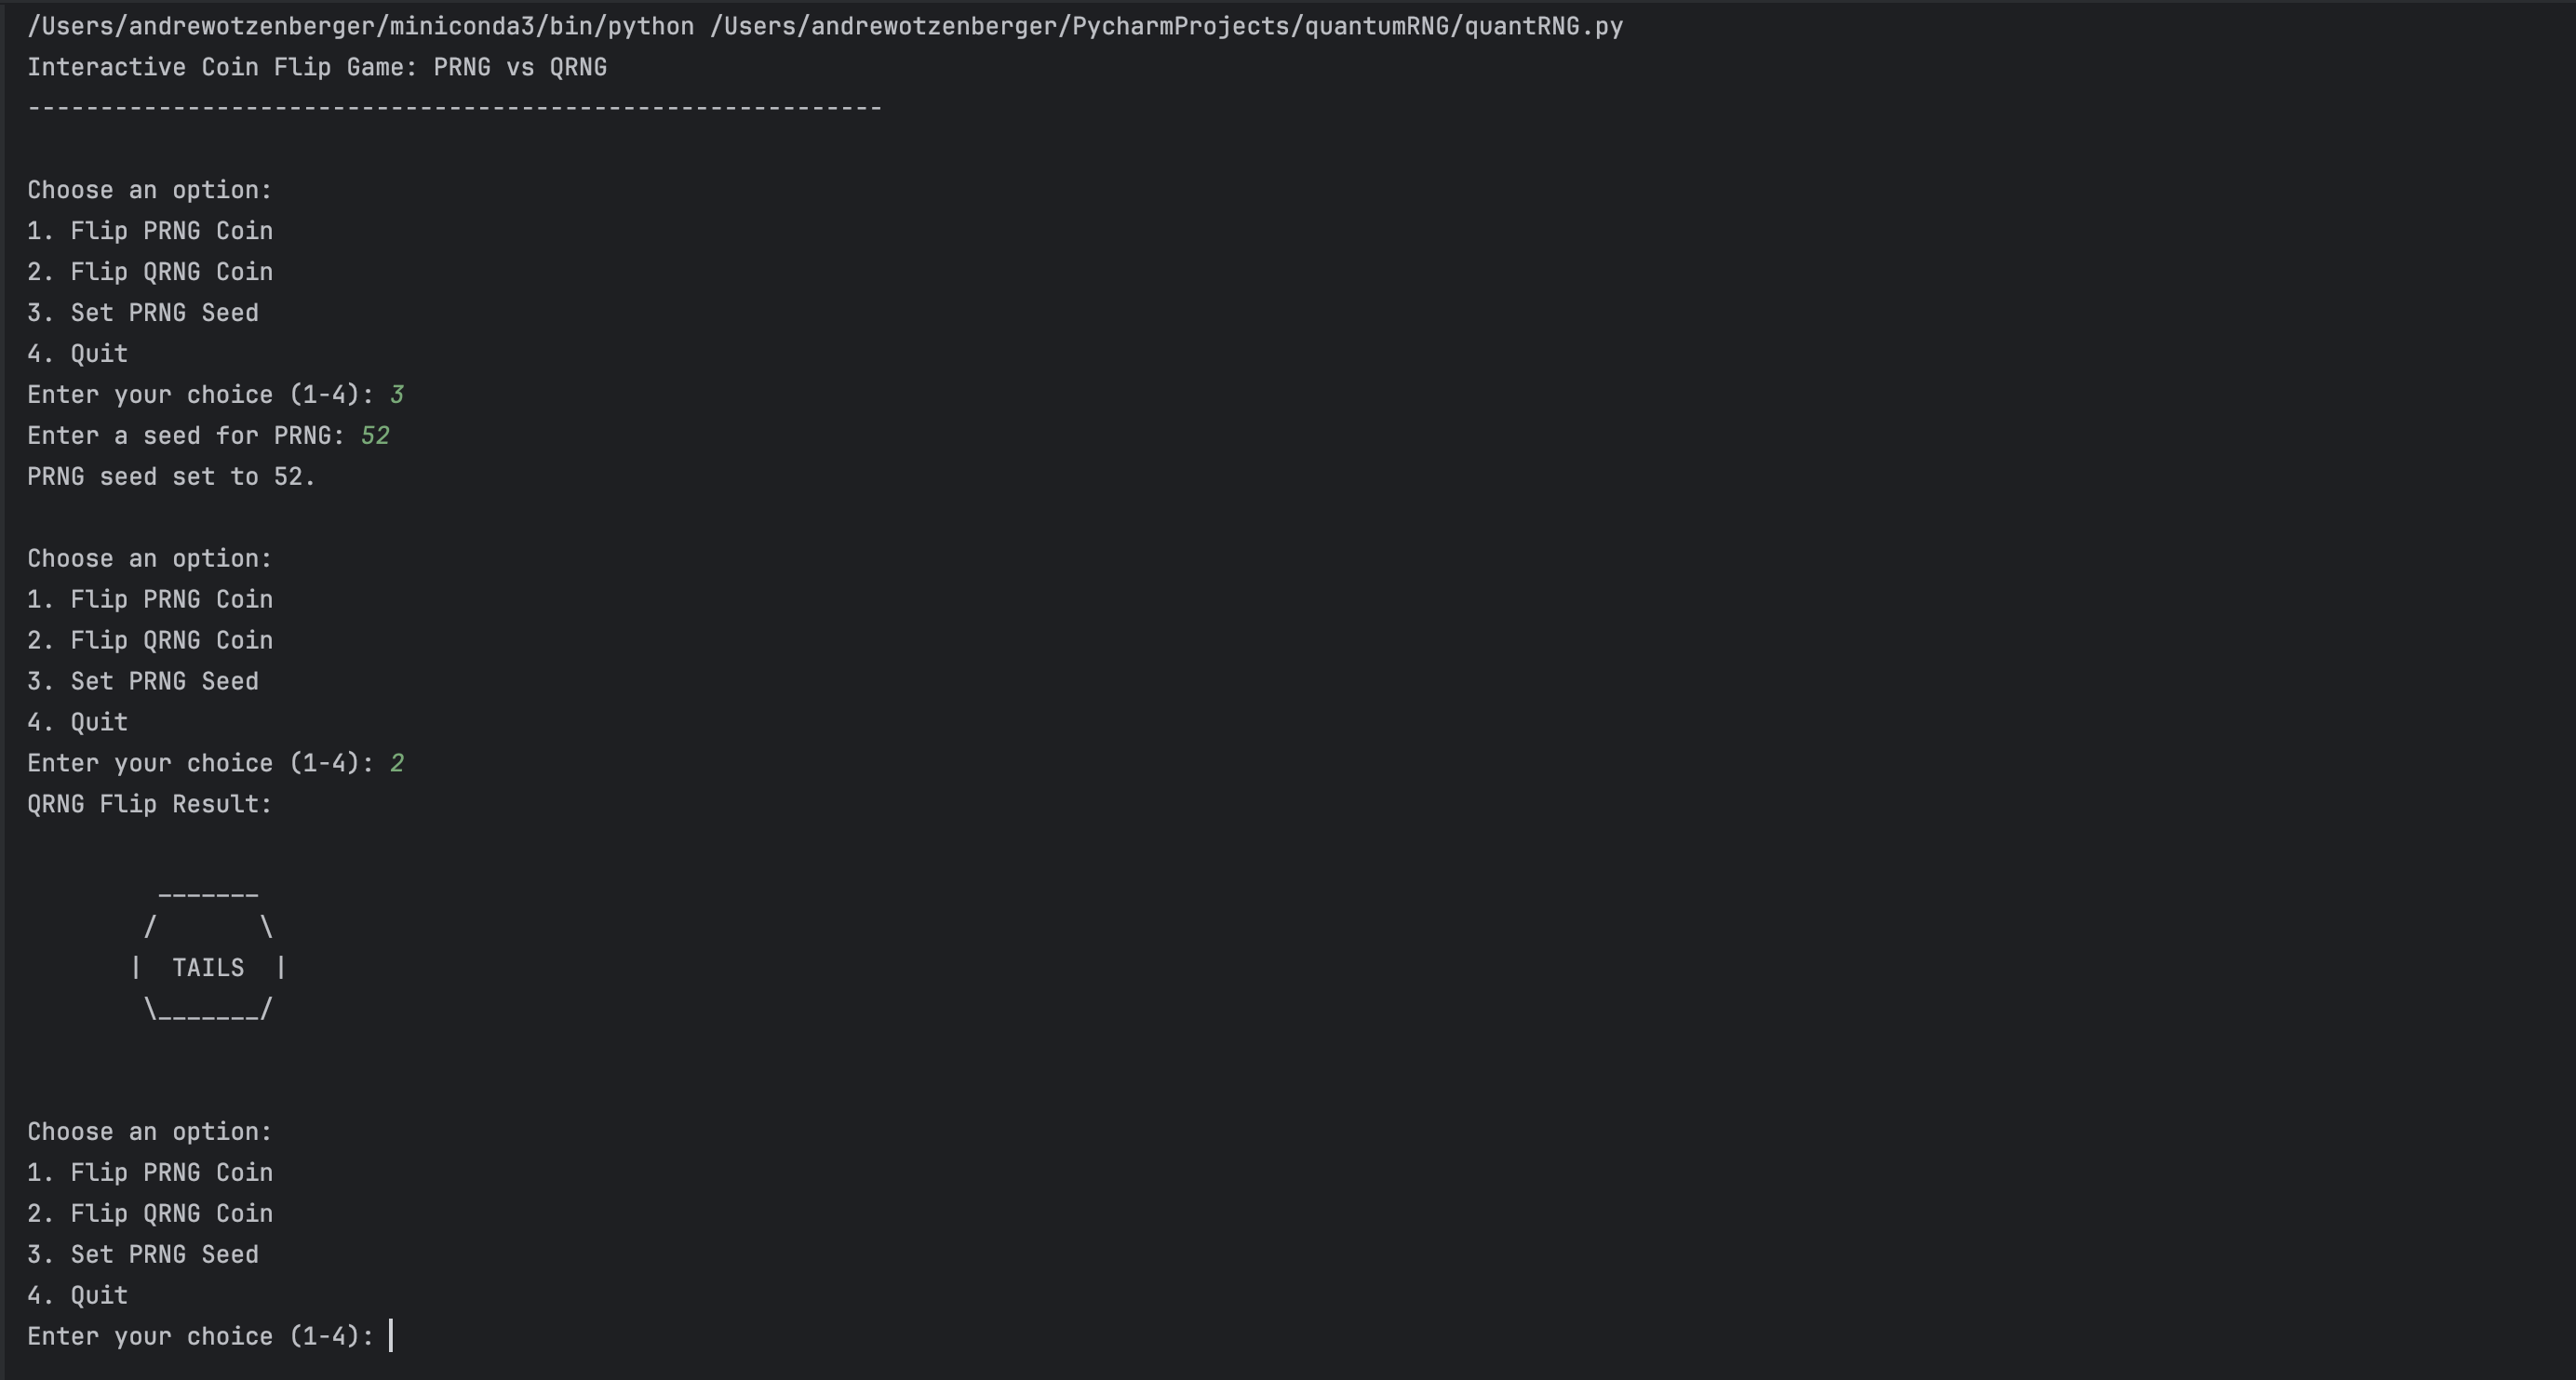 /Users/andrewotzenberger/miniconda3/bin/python /Users/andrewotzenberger/PycharmProjects/quantumRNG/quantRNG.py
Interactive Coin Flip Game: PRNG vs QRNG
-----------------------------------------------------------

Choose an option:
1. Flip PRNG Coin
2. Flip QRNG Coin
3. Set PRNG Seed
4. Quit
Enter your choice (1-4): 3
Enter a seed for PRNG: 52
PRNG seed set to 52.

Choose an option:
1. Flip PRNG Coin
2. Flip QRNG Coin
3. Set PRNG Seed
4. Quit
Enter your choice (1-4): 2
QRNG Flip Result:

         _______
        /       \
       |  TAILS  |
        \_______/

Choose an option:
1. Flip PRNG Coin
2. Flip QRNG Coin
3. Set PRNG Seed
4. Quit
Enter your choice (1-4):